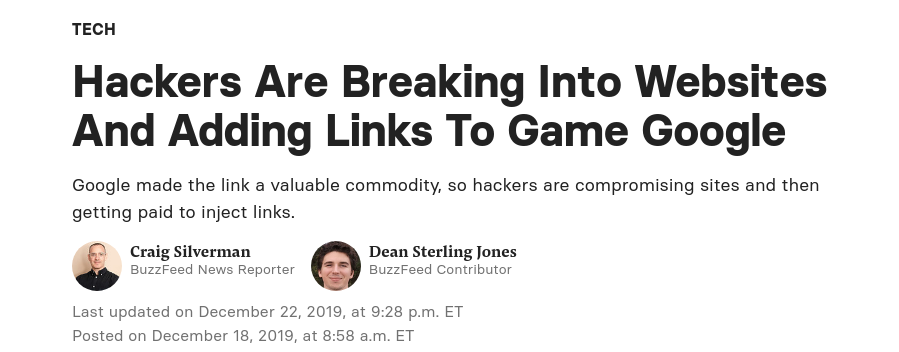 TECH
Hackers Are Breaking Into Websites
And Adding Links To Game Google
Google made the link a valuable commodity, so hackers are compromising sites and then
getting paid to inject links.
Craig Silverman
BuzzFeed News Reporter
Dean Sterling Jones
BuzzFeed Contributor
Last updated on December 22, 2019, at 9:28 p.m. ET
Posted on December 18, 2019, at 8:58 a.m. ET